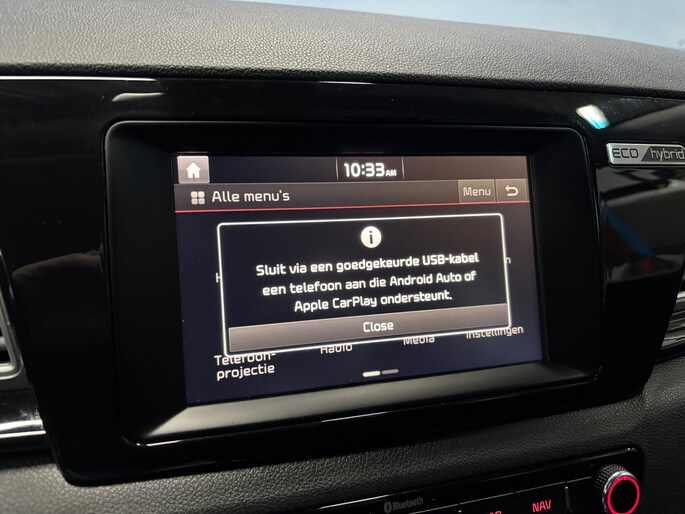 10:33AM
ECO hybrid
Alle menu's
Menu
Sluit via een goedgekeurde USB-kabel
een telefoon aan die Android Auto of
Apple CarPlay ondersteunt.
Close
Telefoon-
projectie
Radio
Media
Instellingen
Bluetooth
NAV